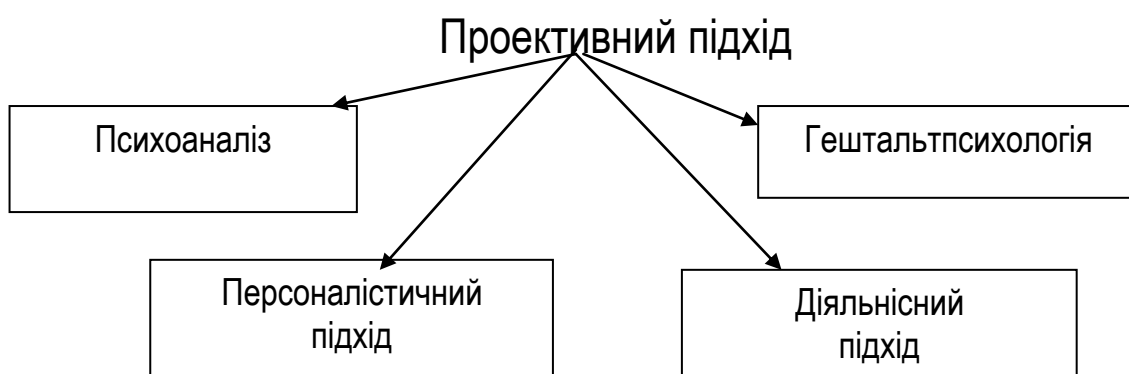 Проективний підхід
Психоаналіз
Гештальтпсихологія
Персоналістичний
підхід
Діяльнісний
підхід